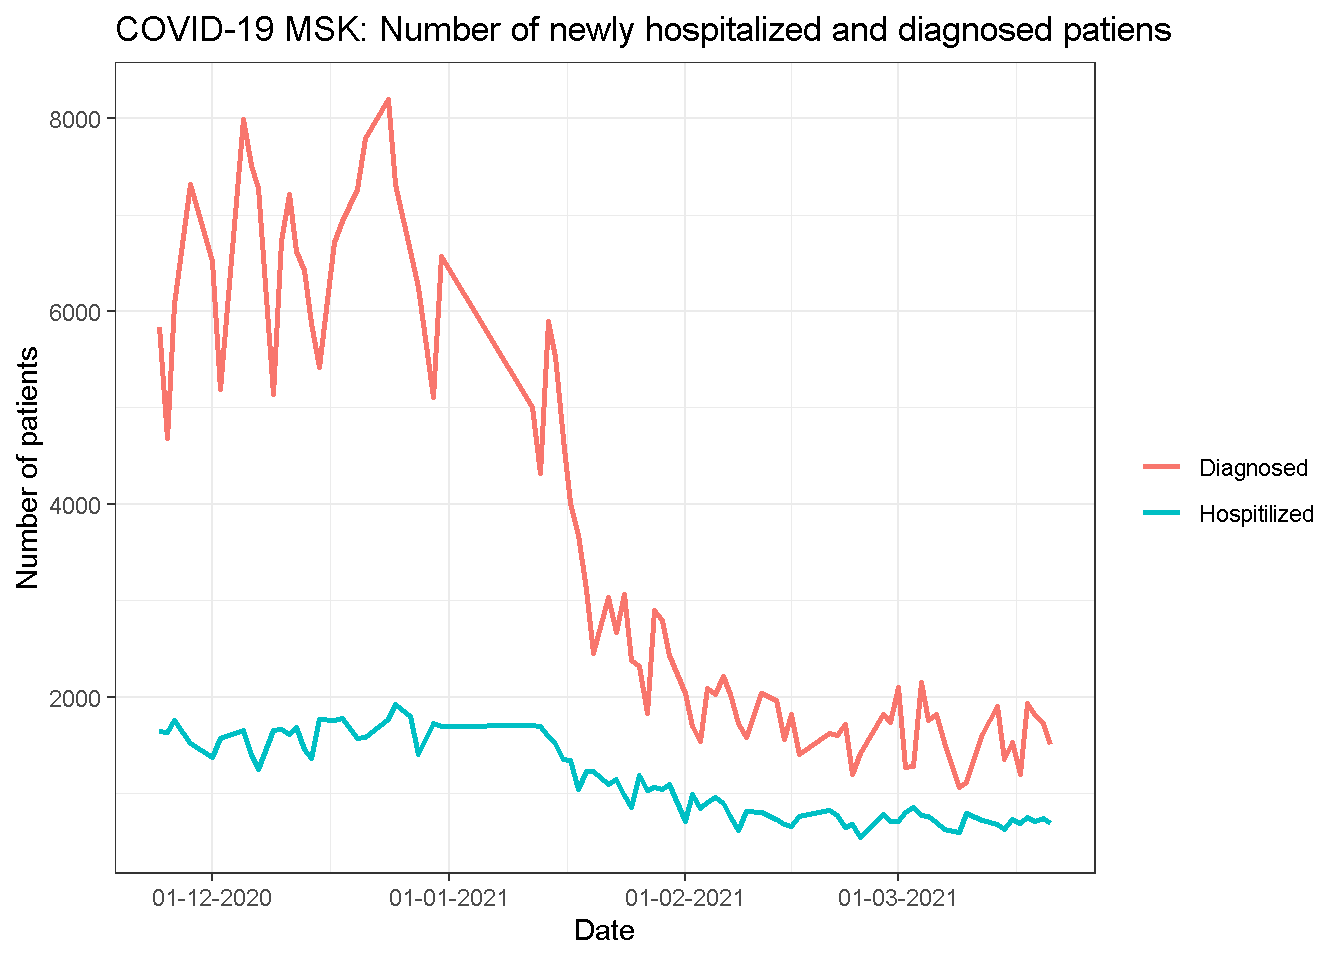 COVID-19 MSK: Number of newly hospitalized and diagnosed patiens
8000
6000
4000
2000
Number of patients
01-12-2020
01-01-2021
01-02-2021
01-03-2021
Date
Diagnosed
Hospitilized